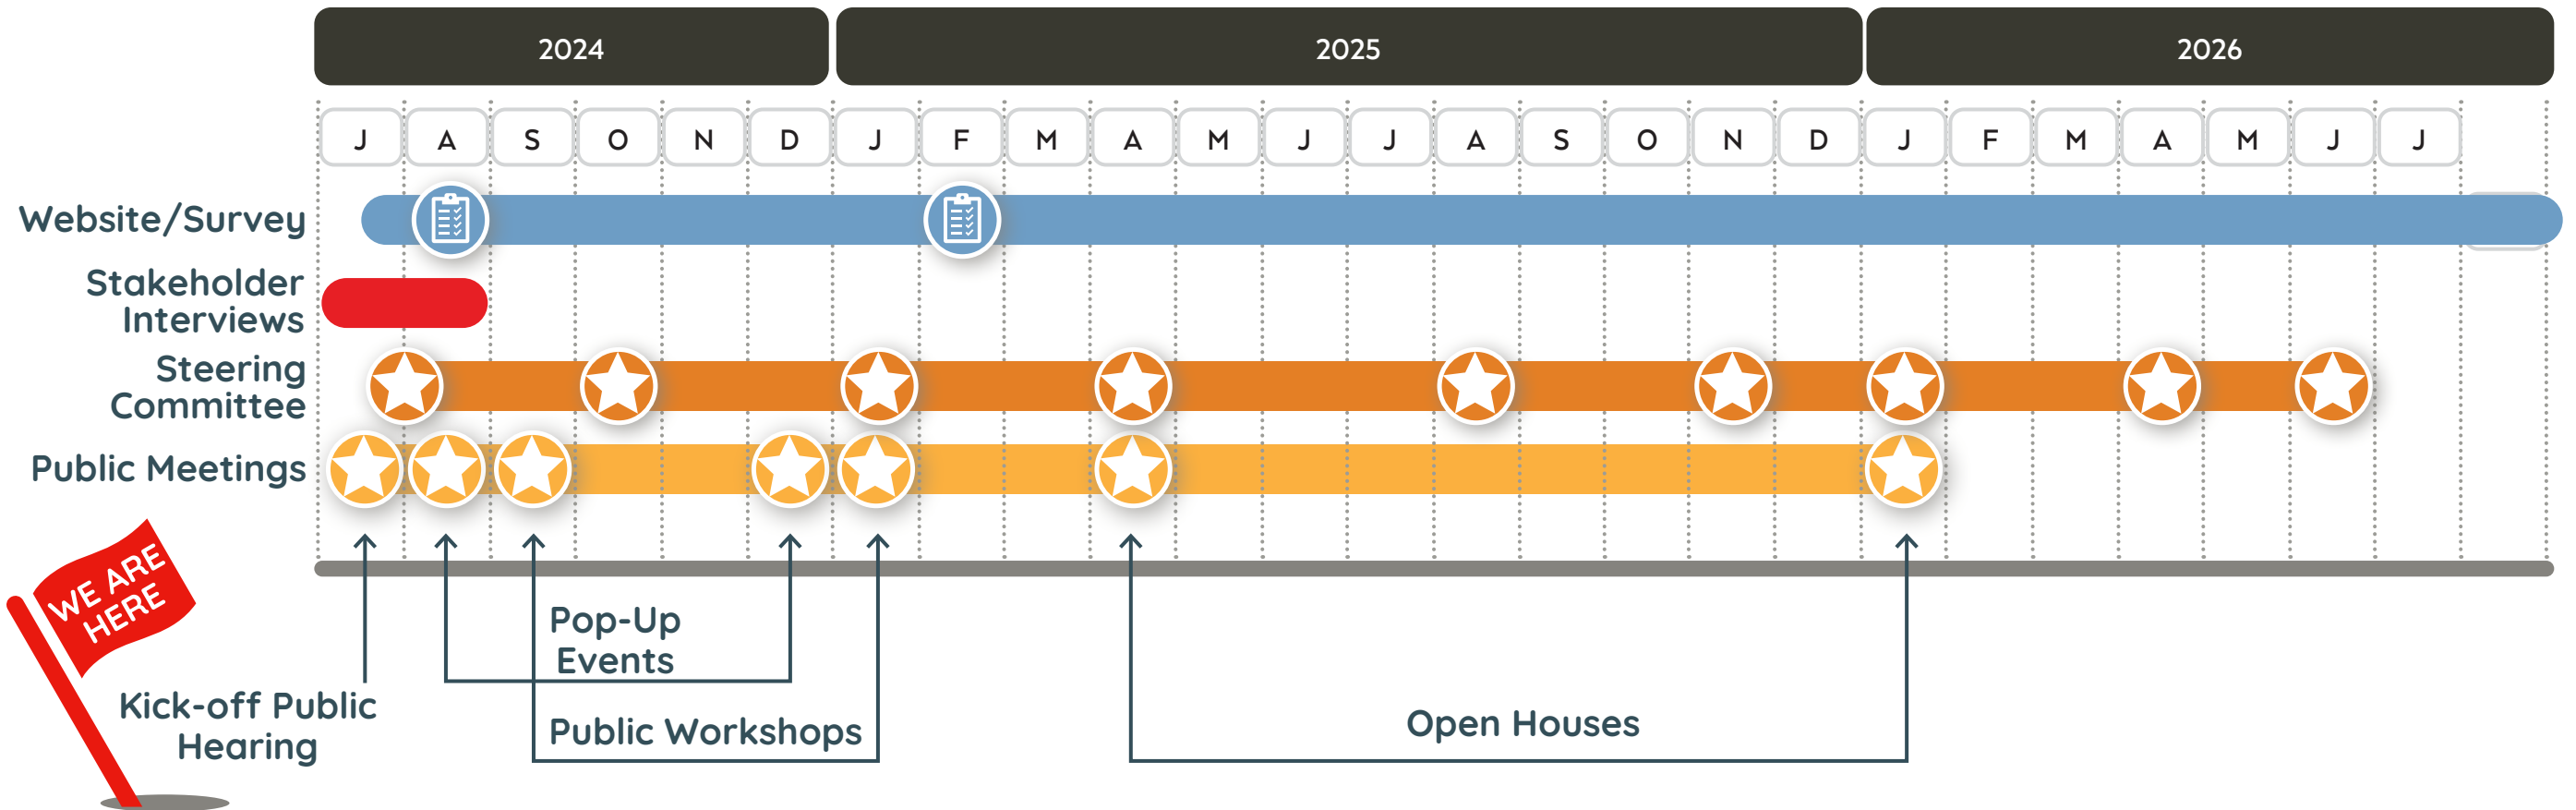 2024 2025 2026
J A S O N D J F M A M J J A S O N D J F M A M J J
Website/Survey
Stakeholder
Interviews
Steering
Committee
Public Meetings
WE ARE
HERE
Kick-off Public
Hearing
Pop-Up
Events
Public Workshops
Open Houses